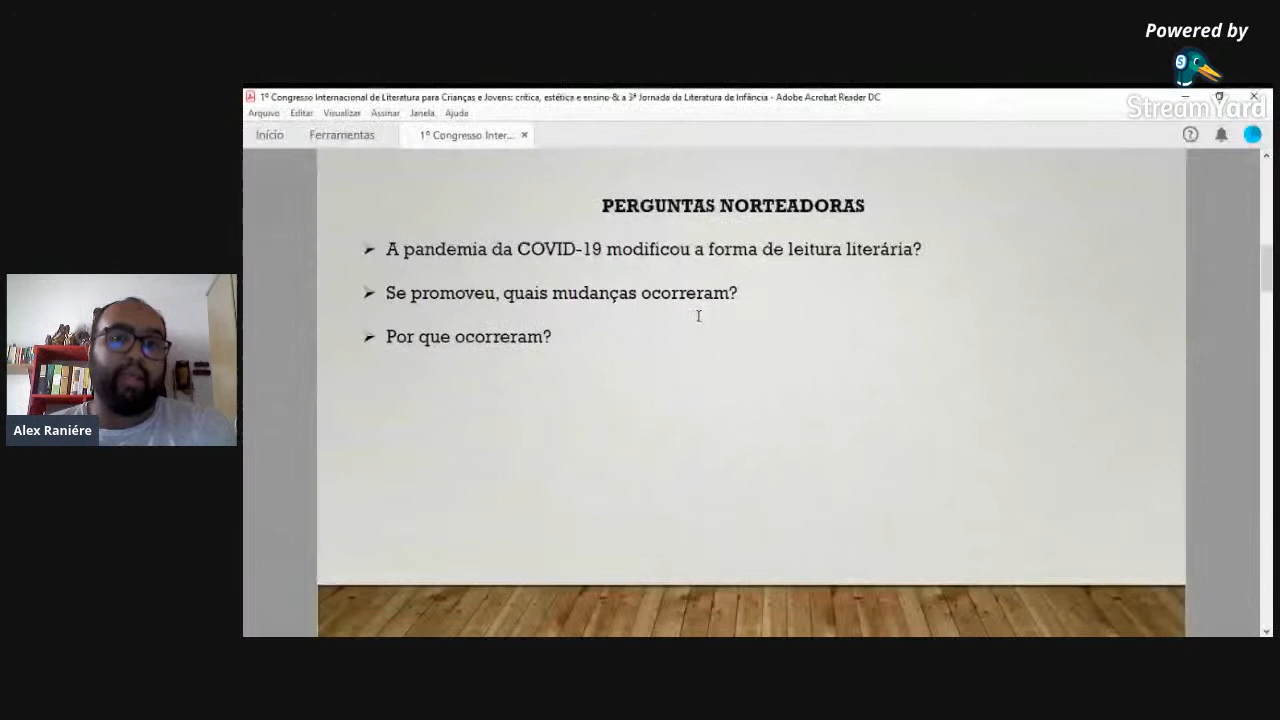 Powered by
StreamYard
1º Congresso Internacional de Literatura para Crianças e Jovens: crítica, estética e ensino & a 3ª Jornada da Literatura de Infância - Adobe Acrobat Reader DC
Arquivo Editar Visualizar Assinar Janela Ajuda
Início Ferramentas 1º Congresso Inter... ×
PERGUNTAS NORTEADORAS
➤ A pandemia da COVID-19 modificou a forma de leitura literária?
➤ Se promoveu, quais mudanças ocorreram?
➤ Por que ocorreram?
Alex Raniére